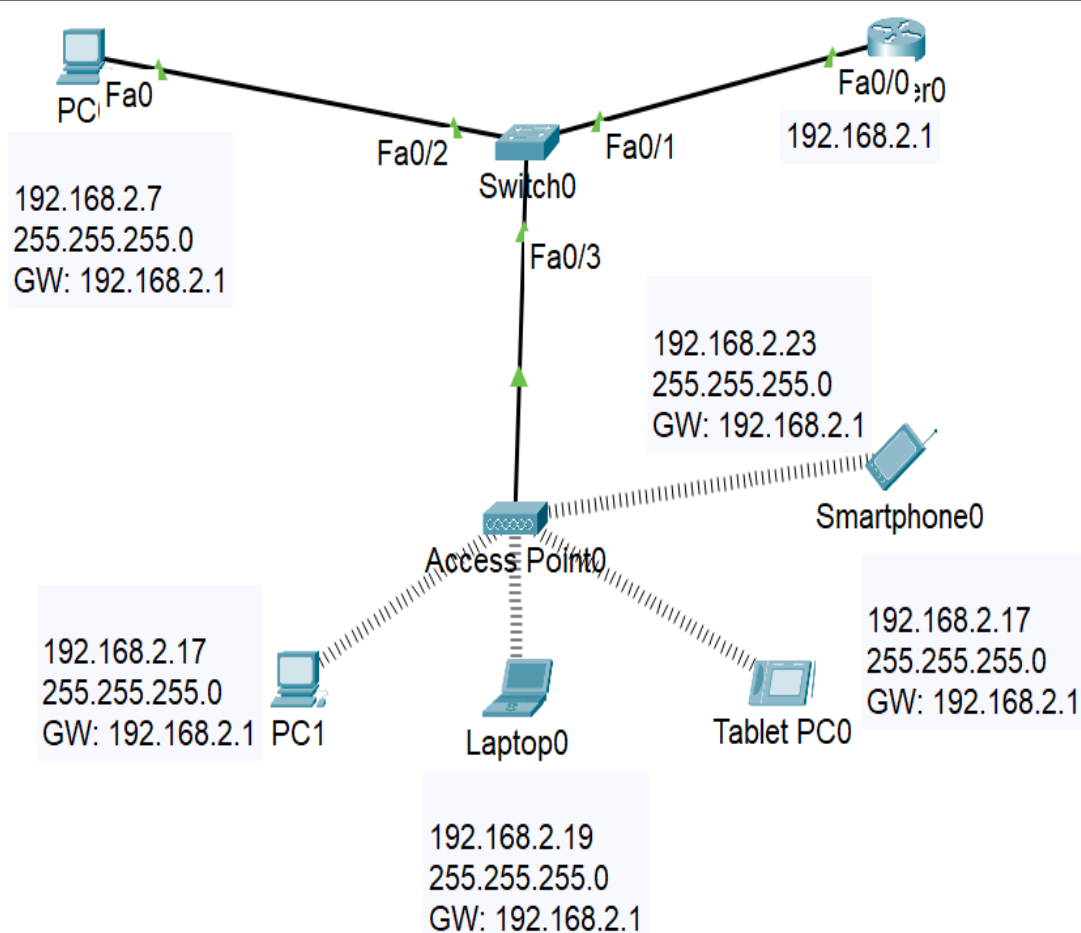 Fa0
PC
Fa0/0
er0
192.168.2.1
Fa0/2
Fa0/1
Switch0
192.168.2.7
255.255.255.0
GW: 192.168.2.1
Fa0/3
192.168.2.23
255.255.255.0
GW: 192.168.2.1
Smartphone0
Access Point0
192.168.2.17
255.255.255.0
GW: 192.168.2.1
PC1
Laptop0
Tablet PC0
192.168.2.17
255.255.255.0
GW: 192.168.2.1
192.168.2.19
255.255.255.0
GW: 192.168.2.1